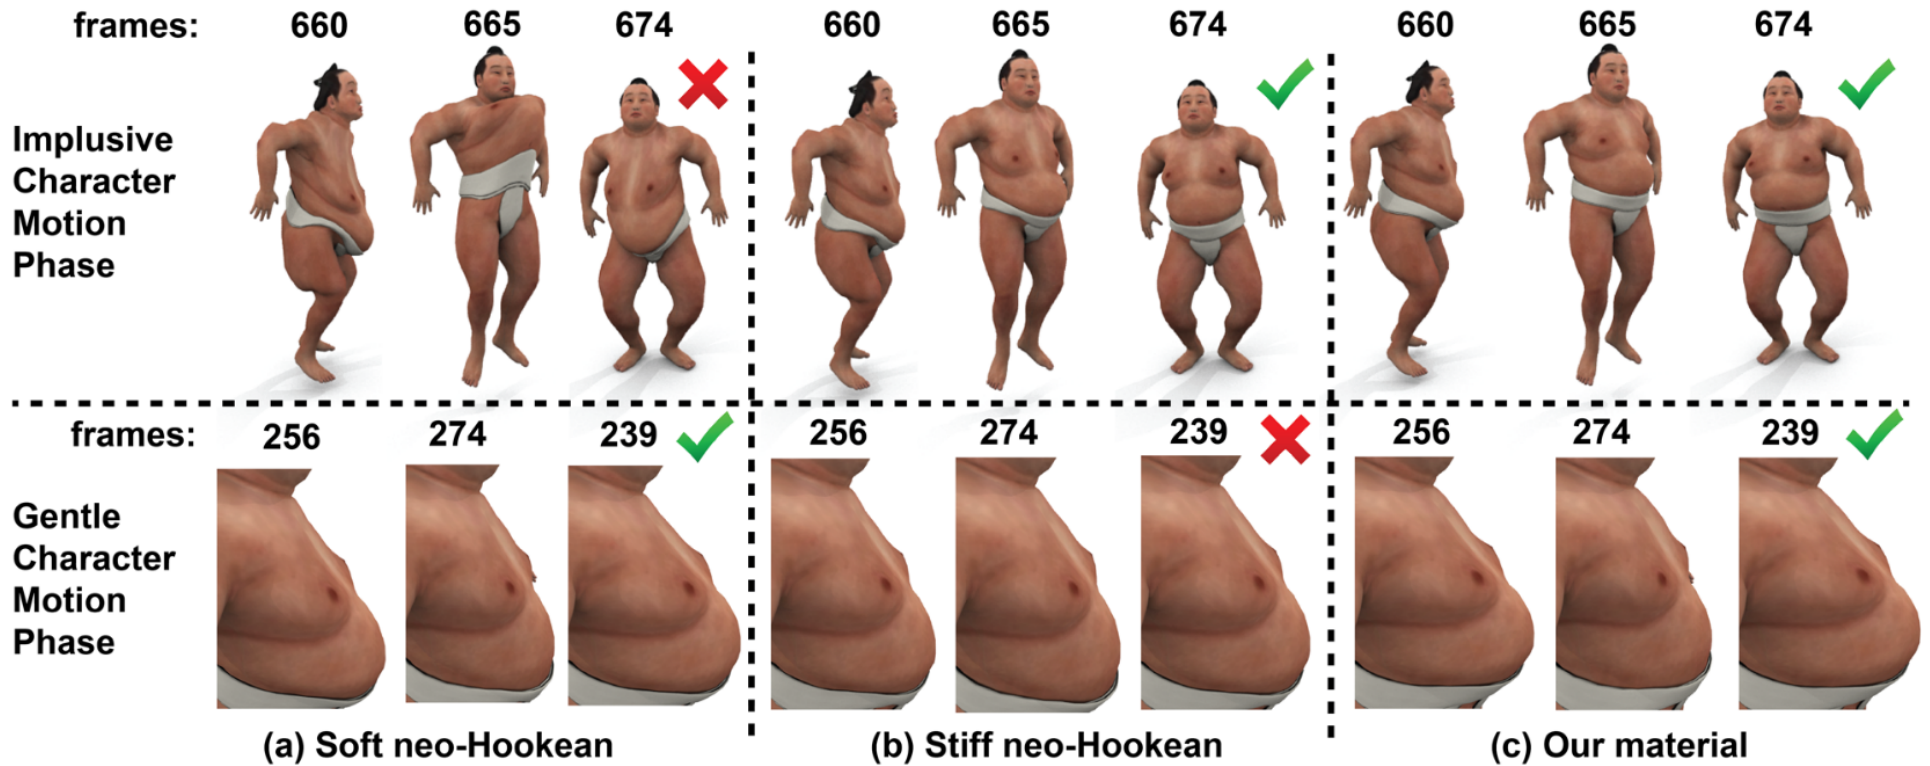 frames: 660 665 674 660 665 674 660 665 674
Implusive
Character
Motion
Phase
frames: 256 274 239 256 274 239 256 274 239
Gentle
Character
Motion
Phase
(a) Soft neo-Hookean (b) Stiff neo-Hookean (c) Our material